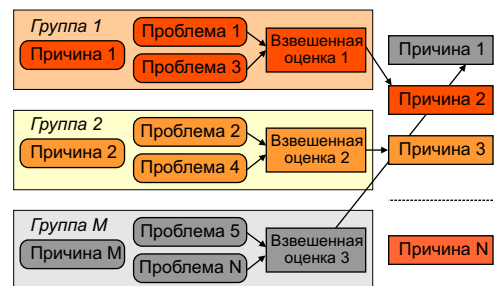 Группа 1
Причина 1
Проблема 1
Проблема 3
Взвешенная
оценка 1
Группа 2
Причина 2
Проблема 2
Проблема 4
Взвешенная
оценка 2
Группа М
Причина М
Проблема 5
Проблема N
Взвешенная
оценка 3
Причина 1
Причина 2
Причина 3
Причина N